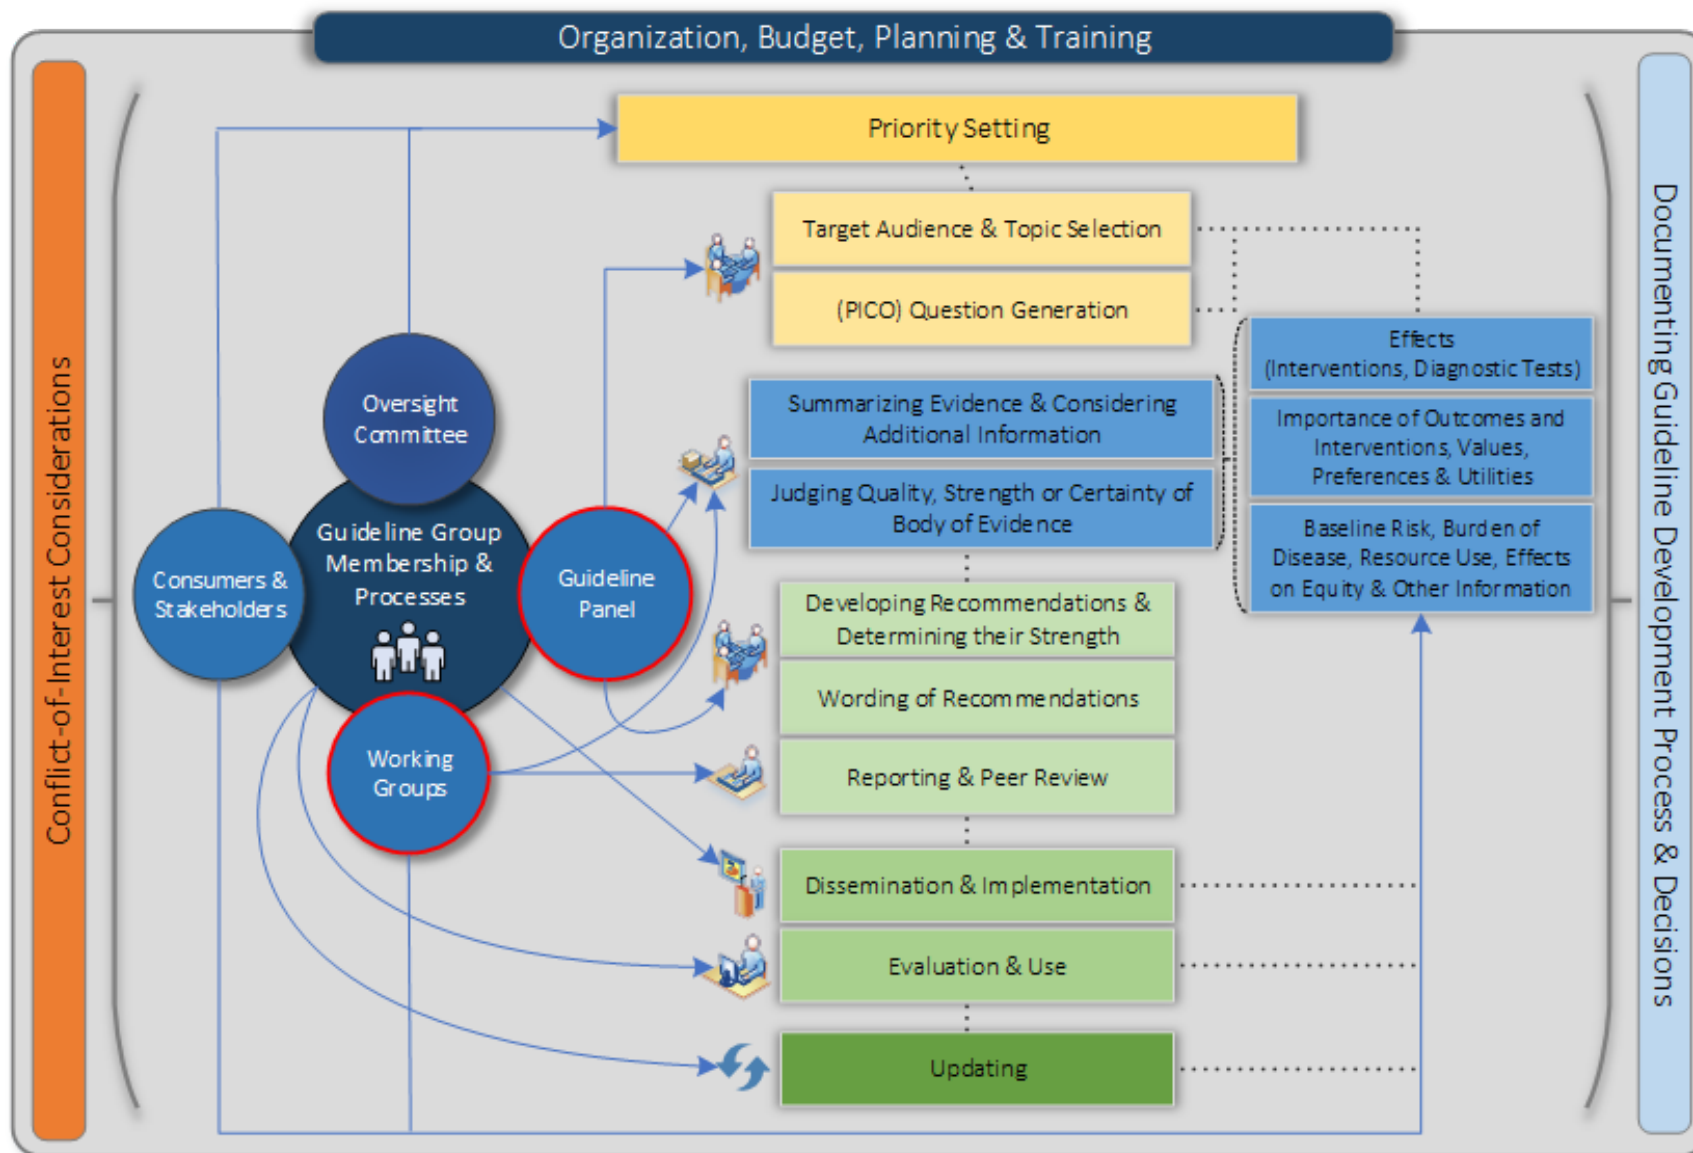 Organization, Budget, Planning & Training
Conflict-of-Interest Considerations
Documenting Guideline Development Process & Decisions
Priority Setting
Target Audience & Topic Selection
(PICO) Question Generation
Effects
(Interventions, Diagnostic Tests)
Importance of Outcomes and
Interventions, Values,
Preferences & Utilities
Baseline Risk, Burden of
Disease, Resource Use, Effects
on Equity & Other Information
Summarizing Evidence & Considering
Additional Information
Judging Quality, Strength or Certainty of
Body of Evidence
Oversight
Committee
Guideline Group
Membership &
Processes
Consumers &
Stakeholders
Guideline
Panel
Working
Groups
Developing Recommendations &
Determining their Strength
Wording of Recommendations
Reporting & Peer Review
Dissemination & Implementation
Evaluation & Use
Updating